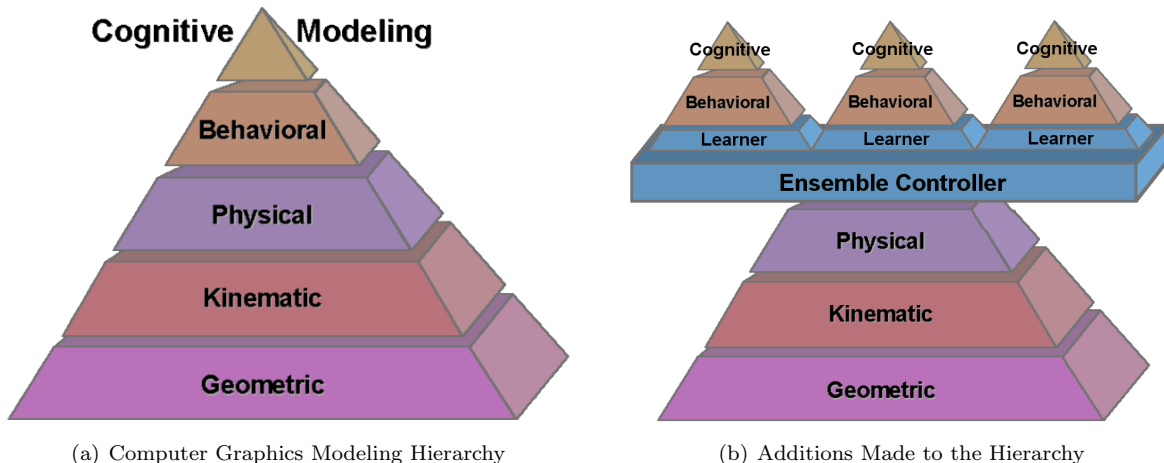 Cognitive Modeling
Behavioral
Physical
Kinematic
Geometric
(a) Computer Graphics Modeling Hierarchy
Cognitive Cognitive Cognitive
Behavioral Behavioral Behavioral
Learner Learner Learner
Ensemble Controller
Physical
Kinematic
Geometric
(b) Additions Made to the Hierarchy